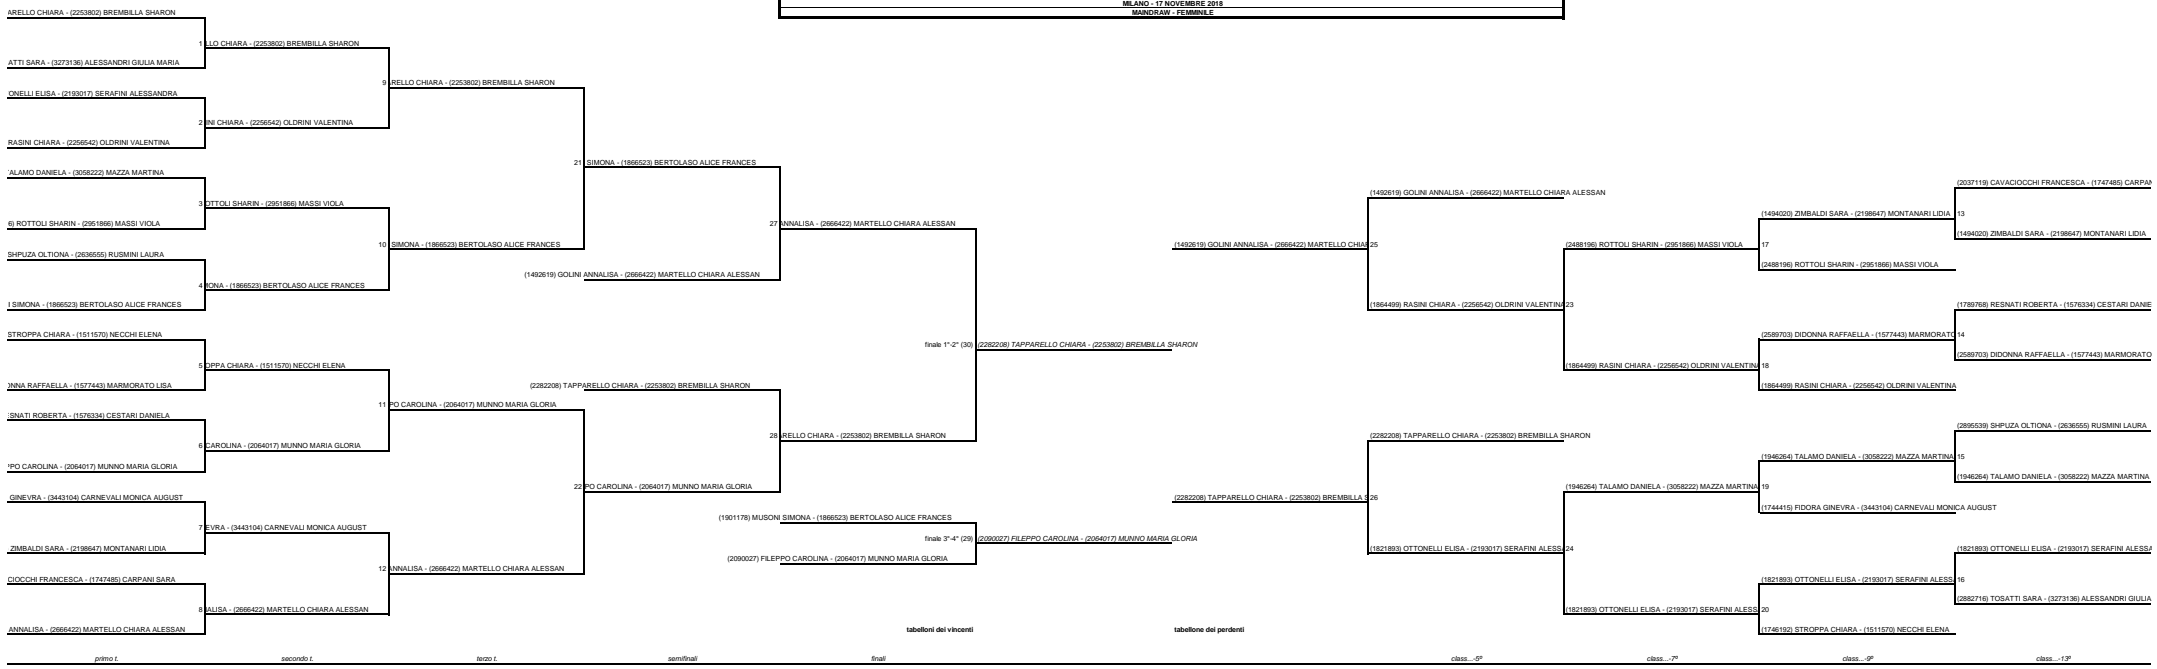 MILANO - 17 NOVEMBRE 2018
MAINDRAW - FEMMINILE
ARELLO CHIARA - (2253802) BREMBILLA SHARON
1 LLO CHIARA - (2253802) BREMBILLA SHARON
ATTI SARA - (3273136) ALESSANDRI GIULIA MARIA
9 ARELLO CHIARA - (2253802) BREMBILLA SHARON
ONELLI ELISA - (2193017) SERAFINI ALESSANDRA
2 INI CHIARA - (2256542) OLDRINI VALENTINA
RASINI CHIARA - (2256542) OLDRINI VALENTINA
21 SIMONA - (1866523) BERTOLASO ALICE FRANCES
ALAMO DANIELA - (3058222) MAZZA MARTINA
3 OTTOLI SHARIN - (2951866) MASSI VIOLA
6) ROTTOLI SHARIN - (2951866) MASSI VIOLA
10 SIMONA - (1866523) BERTOLASO ALICE FRANCES
SHPUZA OLTIONA - (2636555) RUSMINI LAURA
4 MONA - (1866523) BERTOLASO ALICE FRANCES
I SIMONA - (1866523) BERTOLASO ALICE FRANCES
27 ANNALISA - (2666422) MARTELLO CHIARA ALESSAN
(1492619) GOLINI ANNALISA - (2666422) MARTELLO CHIARA ALESSAN
STROPPA CHIARA - (1511570) NECCHI ELENA
5 OPPA CHIARA - (1511570) NECCHI ELENA
ONNA RAFFAELLA - (1577443) MARMORATO LISA
finale 1°-2° (30) (2282208) TAPPARELLO CHIARA - (2253802) BREMBILLA SHARON
(2282208) TAPPARELLO CHIARA - (2253802) BREMBILLA SHARON
11 PO CAROLINA - (2064017) MUNNO MARIA GLORIA
SNATI ROBERTA - (1576334) CESTARI DANIELA
6 CAROLINA - (2064017) MUNNO MARIA GLORIA
PO CAROLINA - (2064017) MUNNO MARIA GLORIA
28 ARELLO CHIARA - (2253802) BREMBILLA SHARON
22 PO CAROLINA - (2064017) MUNNO MARIA GLORIA
GINEVRA - (3443104) CARNEVALI MONICA AUGUST
7 EVRA - (3443104) CARNEVALI MONICA AUGUST
ZIMBALDI SARA - (2198647) MONTANARI LIDIA
(1901178) MUSONI SIMONA - (1866523) BERTOLASO ALICE FRANCES
finale 3°-4° (29) (2090027) FILEPPO CAROLINA - (2064017) MUNNO MARIA GLORIA
(2090027) FILEPPO CAROLINA - (2064017) MUNNO MARIA GLORIA
12 ANNALISA - (2666422) MARTELLO CHIARA ALESSAN
CIOCCHI FRANCESCA - (1747485) CARPANI SARA
8 ALISA - (2666422) MARTELLO CHIARA ALESSAN
ANNALISA - (2666422) MARTELLO CHIARA ALESSAN
(1492619) GOLINI ANNALISA - (2666422) MARTELLO CHIARA ALESSAN
(1492619) GOLINI ANNALISA - (2666422) MARTELLO CHIAR 25
(1864499) RASINI CHIARA - (2256542) OLDRINI VALENTINA 23
(2037119) CAVACIOCCHI FRANCESCA - (1747485) CARPAN
(1494020) ZIMBALDI SARA - (2198647) MONTANARI LIDIA 13
(1494020) ZIMBALDI SARA - (2198647) MONTANARI LIDIA
(2488196) ROTTOLI SHARIN - (2951866) MASSI VIOLA 17
(2488196) ROTTOLI SHARIN - (2951866) MASSI VIOLA
(1789768) RESNATI ROBERTA - (1576334) CESTARI DANIE
(2589703) DIDONNA RAFFAELLA - (1577443) MARMORATO 14
(2589703) DIDONNA RAFFAELLA - (1577443) MARMORATO
(1864499) RASINI CHIARA - (2256542) OLDRINI VALENTINA 18
(1864499) RASINI CHIARA - (2256542) OLDRINI VALENTINA
(2282208) TAPPARELLO CHIARA - (2253802) BREMBILLA SHARON
(2282208) TAPPARELLO CHIARA - (2253802) BREMBILLA S 26
(2895539) SHPUZA OLTIONA - (2636555) RUSMINI LAURA
(1946264) TALAMO DANIELA - (3058222) MAZZA MARTINA 15
(1946264) TALAMO DANIELA - (3058222) MAZZA MARTINA
(1946264) TALAMO DANIELA - (3058222) MAZZA MARTINA 19
(1744415) FIDORA GINEVRA - (3443104) CARNEVALI MONICA AUGUST
(1821893) OTTONELLI ELISA - (2193017) SERAFINI ALESS 24
(1821893) OTTONELLI ELISA - (2193017) SERAFINI ALESSA
(1821893) OTTONELLI ELISA - (2193017) SERAFINI ALESS 16
(2882716) TOSATTI SARA - (3273136) ALESSANDRI GIULIA
(1821893) OTTONELLI ELISA - (2193017) SERAFINI ALESS 20
(1746192) STROPPA CHIARA - (1511570) NECCHI ELENA
tabelloni dei vincenti
tabellone dei perdenti
primo t.
secondo t.
terzo t.
semifinali
finali
class...-5°
class...-7°
class...-9°
class...-13°